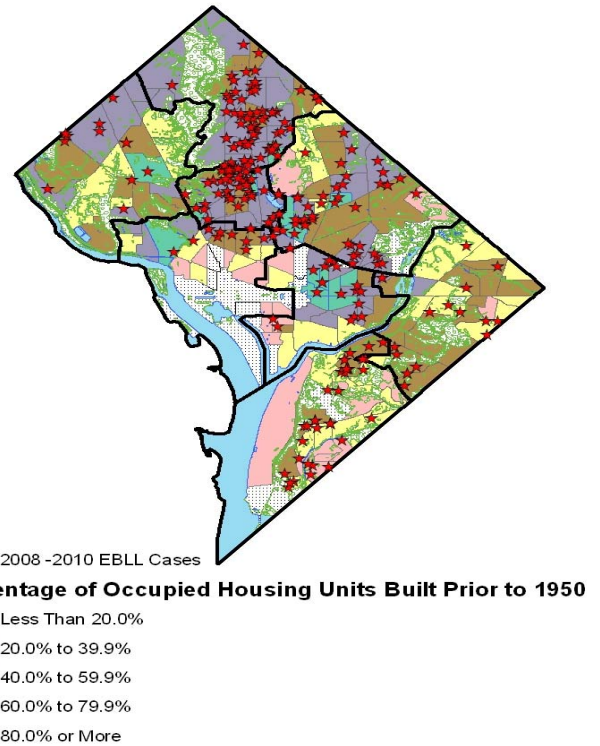 2008 -2010 EBLL Cases
entage of Occupied Housing Units Built Prior to 1950
Less Than 20.0%
20.0% to 39.9%
40.0% to 59.9%
60.0% to 79.9%
80.0% or More